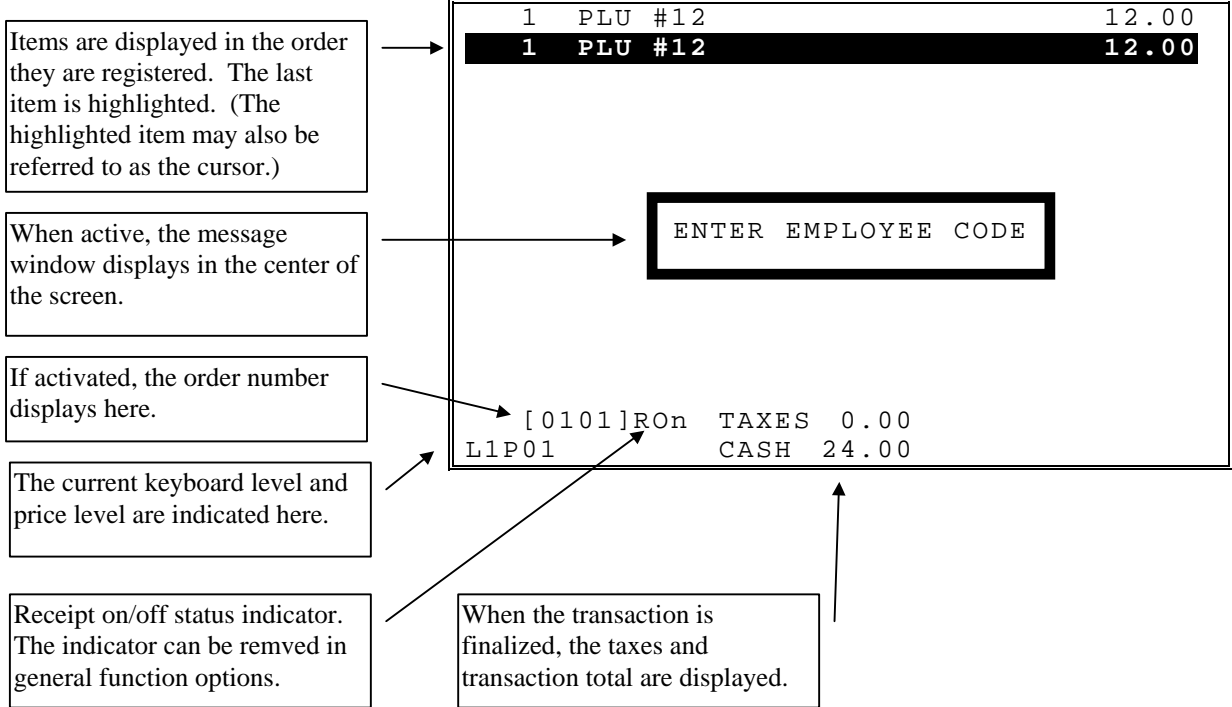 Items are displayed in the order
they are registered.  The last
item is highlighted.  (The
highlighted item may also be
referred to as the cursor.)
When active, the message
window displays in the center of
the screen.
If activated, the order number
displays here.
The current keyboard level and
price level are indicated here.
Receipt on/off status indicator.
The indicator can be remved in
general function options.
1 PLU #12 12.00
1 PLU #12 12.00
ENTER EMPLOYEE CODE
[0101]ROn TAXES 0.00
L1P01 CASH 24.00
When the transaction is
finalized, the taxes and
transaction total are displayed.